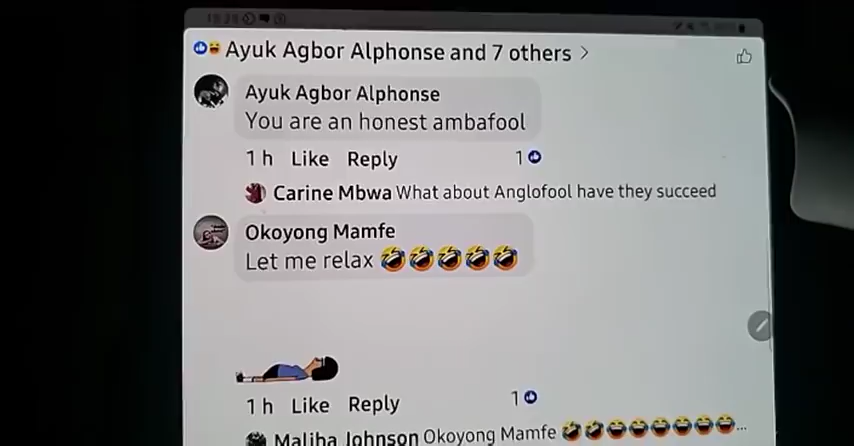 Ayuk Agbor Alphonse and 7 others >
Ayuk Agbor Alphonse
You are an honest ambafool
1 h Like Reply 1
Carine Mbwa What about Anglofool have they succeed
Okoyong Mamfe
Let me relax 🤣🤣🤣🤣🤣
1 h Like Reply 1
Maliha Johnson Okoyong Mamfe 🤣🤣😂😂😂😂😂😂...